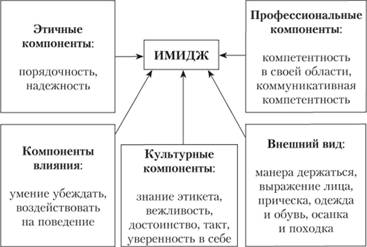 Этичные
компоненты:
порядочность,
надежность
ИМИДЖ
Профессиональные
компоненты:
компетентность
в своей области,
коммуникативная
компетентность
Компоненты
влияния:
умение убеждать,
воздействовать
на поведение
Культурные
компоненты:
знание этикета,
вежливость,
достоинство, такт,
уверенность в себе
Внешний вид:
манера держаться,
выражение лица,
прическа, одежда
и обувь, осанка
и походка